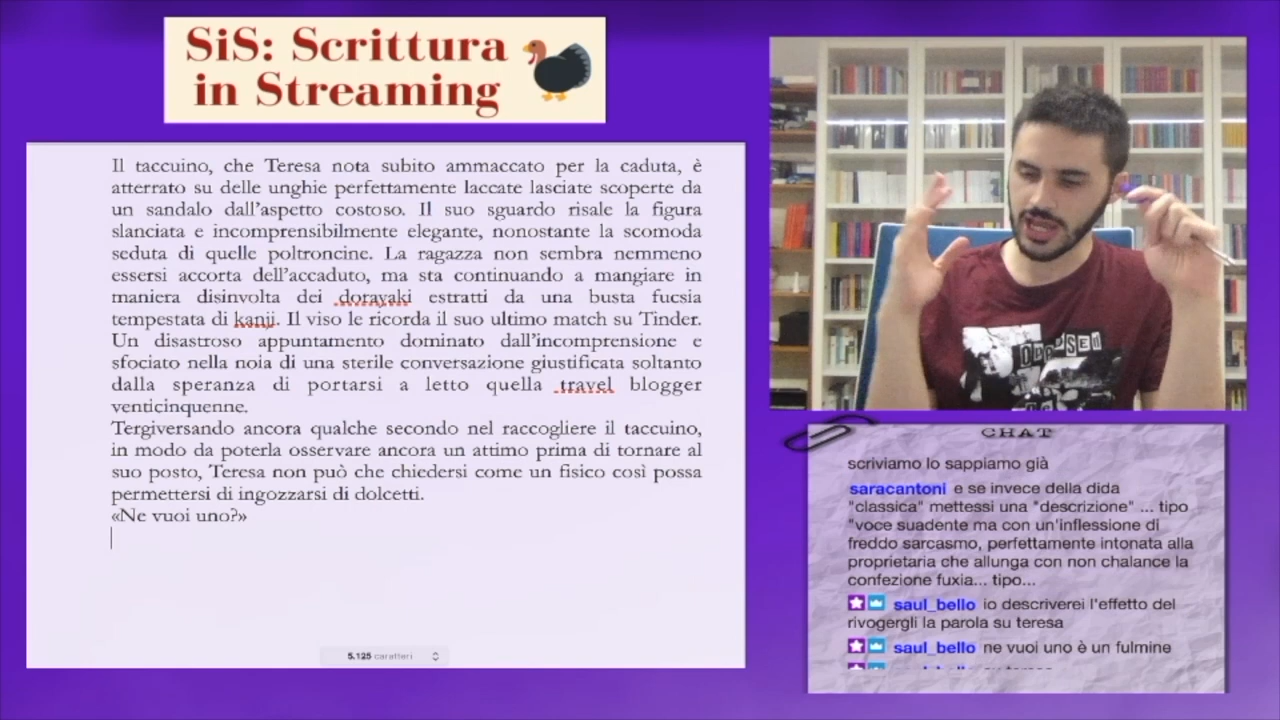 SiS: Scrittura
in Streaming
Il taccuino, che Teresa nota subito ammaccato per la caduta, è
atterrato su delle unghie perfettamente laccate lasciate scoperte da
un sandalo dall'aspetto costoso. Il suo sguardo risale la figura
slanciata e incomprensibilmente elegante, nonostante la scomoda
seduta di quelle poltroncine. La ragazza non sembra nemmeno
essersi accorta dell'accaduto, ma sta continuando a mangiare in
maniera disinvolta dei dorayaki estratti da una busta fucsia
tempestata di kanji. Il viso le ricorda il suo ultimo match su Tinder.
Un disastroso appuntamento dominato dall'incomprensione e
sfociato nella noia di una sterile conversazione giustificata soltanto
dalla speranza di portarsi a letto quella travel blogger
venticinquenne.
Tergiversando ancora qualche secondo nel raccogliere il taccuino,
in modo da poterla osservare ancora un attimo prima di tornare al
suo posto, Teresa non può che chiedersi come un fisico così possa
permettersi di ingozzarsi di dolcetti.
«Ne vuoi uno?»
5.125 caratteri
CHAT
scriviamo lo sappiamo già
saracantoni e se invece della dida
"classica" mettessi una "descrizione" ... tipo
"voce suadente ma con un'inflessione di
freddo sarcasmo, perfettamente intonata alla
proprietaria che allunga con non chalance la
confezione fuxia... tipo...
saul_bello io descriverei l'effetto del
rivogergli la parola su teresa
saul_bello ne vuoi uno è un fulmine